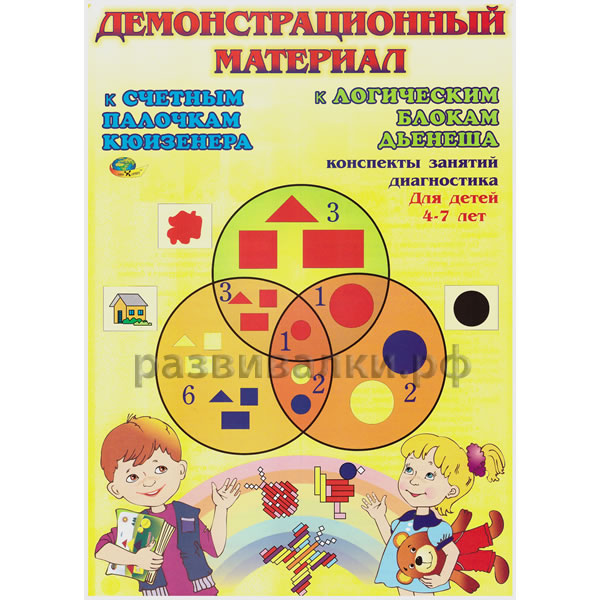 ДЕМОНСТРАЦИОННЫЙ
МАТЕРИАЛ
к СЧЕТНЫМ
ПАЛОЧКАМ
КЮИЗЕНЕРА
к ЛОГИЧЕСКИМ
БЛОКАМ
ДЬЕНЕША
конспекты занятий
диагностика
Для детей
4-7 лет
3
3
1
1
6
2
2
развивалки.рф